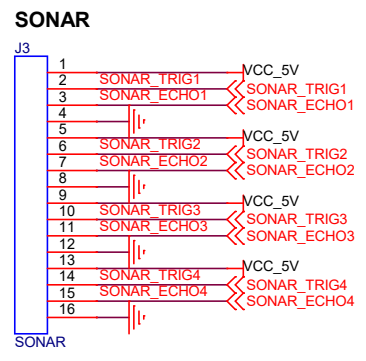 SONAR
J3
1 VCC_5V
2 SONAR_TRIG1 SONAR_TRIG1
3 SONAR_ECHO1 SONAR_ECHO1
4
5 VCC_5V
6 SONAR_TRIG2 SONAR_TRIG2
7 SONAR_ECHO2 SONAR_ECHO2
8
9 VCC_5V
10 SONAR_TRIG3 SONAR_TRIG3
11 SONAR_ECHO3 SONAR_ECHO3
12
13 VCC_5V
14 SONAR_TRIG4 SONAR_TRIG4
15 SONAR_ECHO4 SONAR_ECHO4
16
SONAR